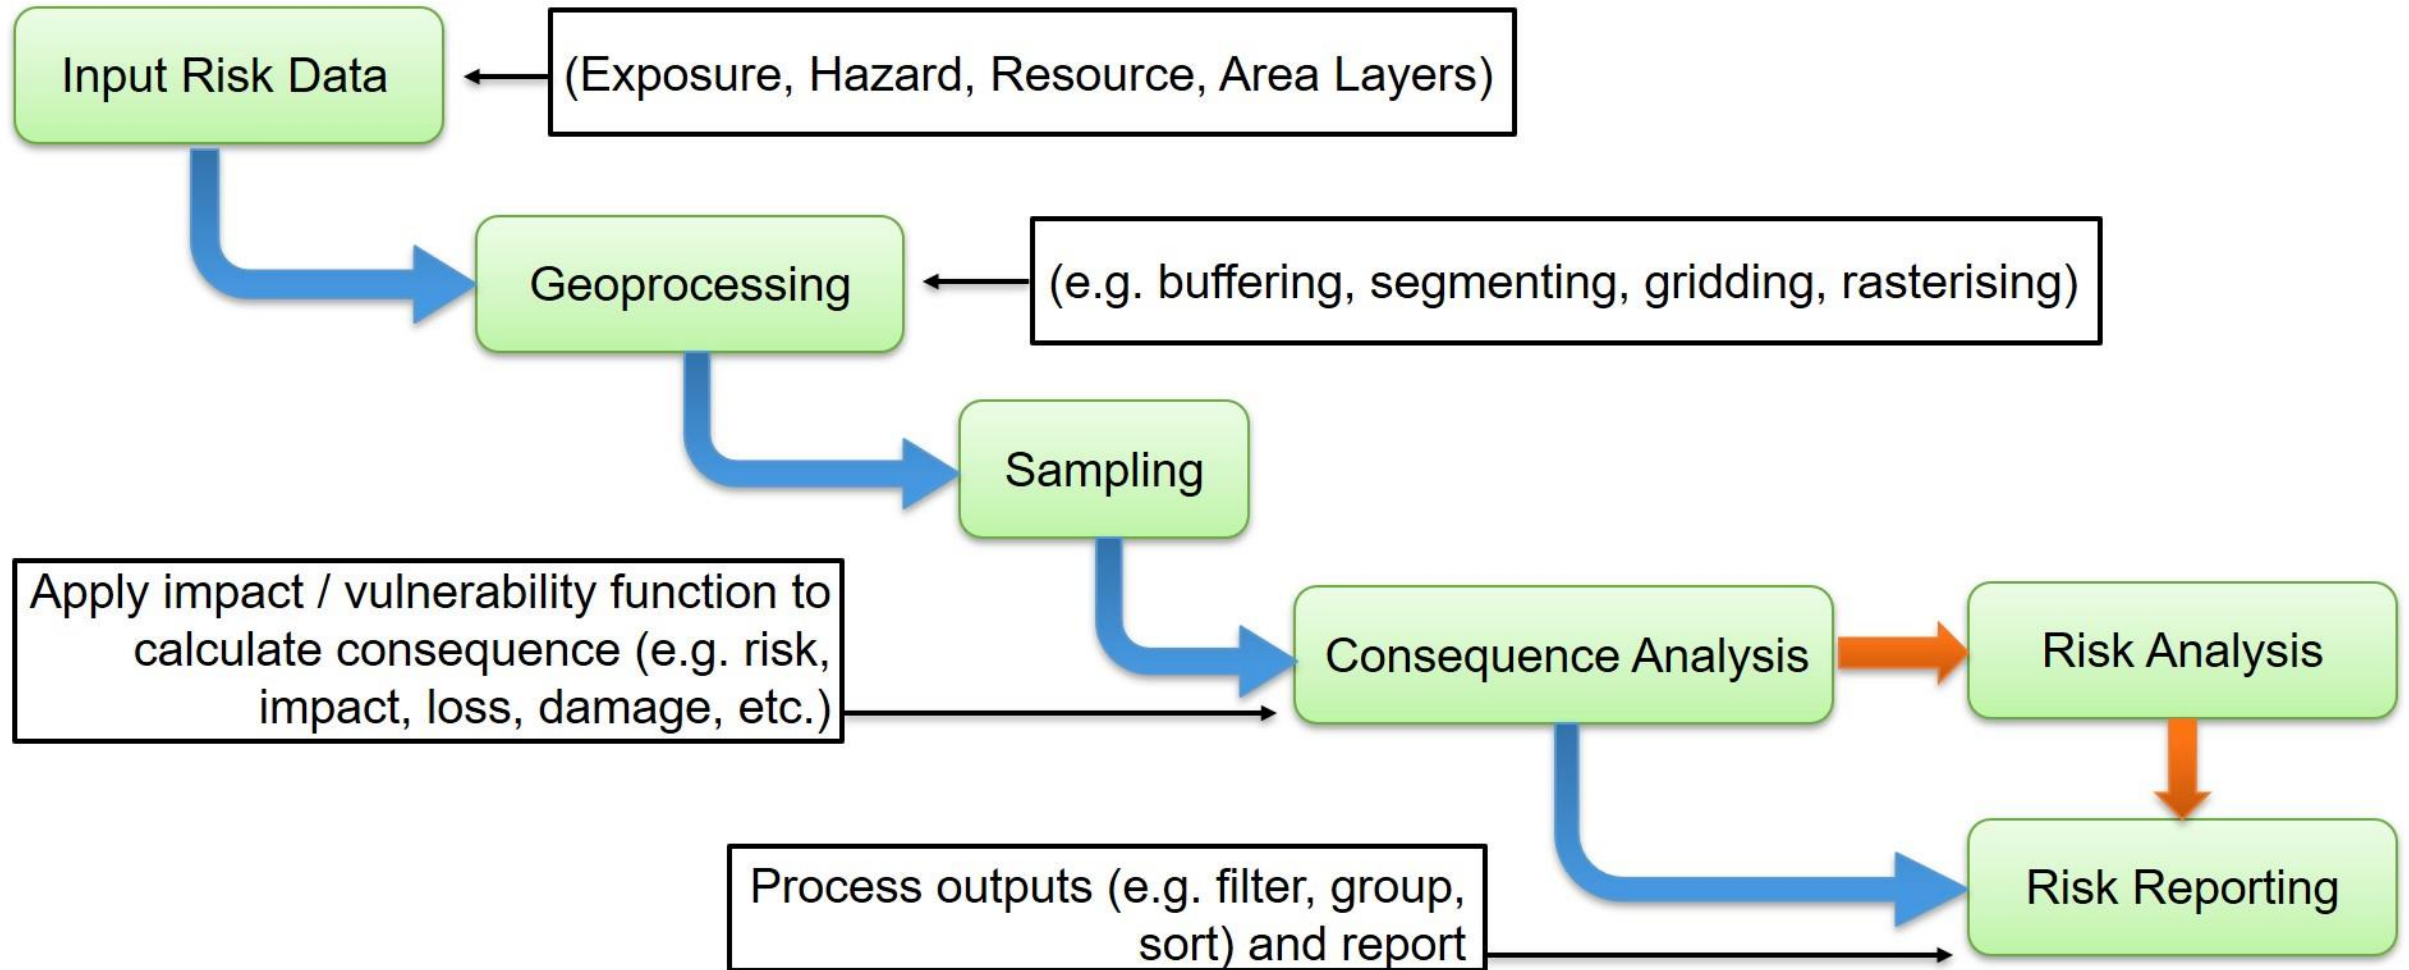 Input Risk Data
(Exposure, Hazard, Resource, Area Layers)
Geoprocessing
(e.g. buffering, segmenting, gridding, rasterising)
Sampling
Apply impact / vulnerability function to
calculate consequence (e.g. risk,
impact, loss, damage, etc.)
Consequence Analysis
Risk Analysis
Process outputs (e.g. filter, group,
sort) and report
Risk Reporting